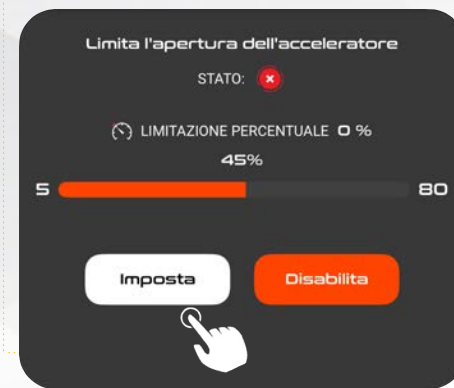 Limita l'apertura dell'acceleratore
STATO:
LIMITAZIONE PERCENTUALE 0 %
45%
5 80
Imposta Disabilita